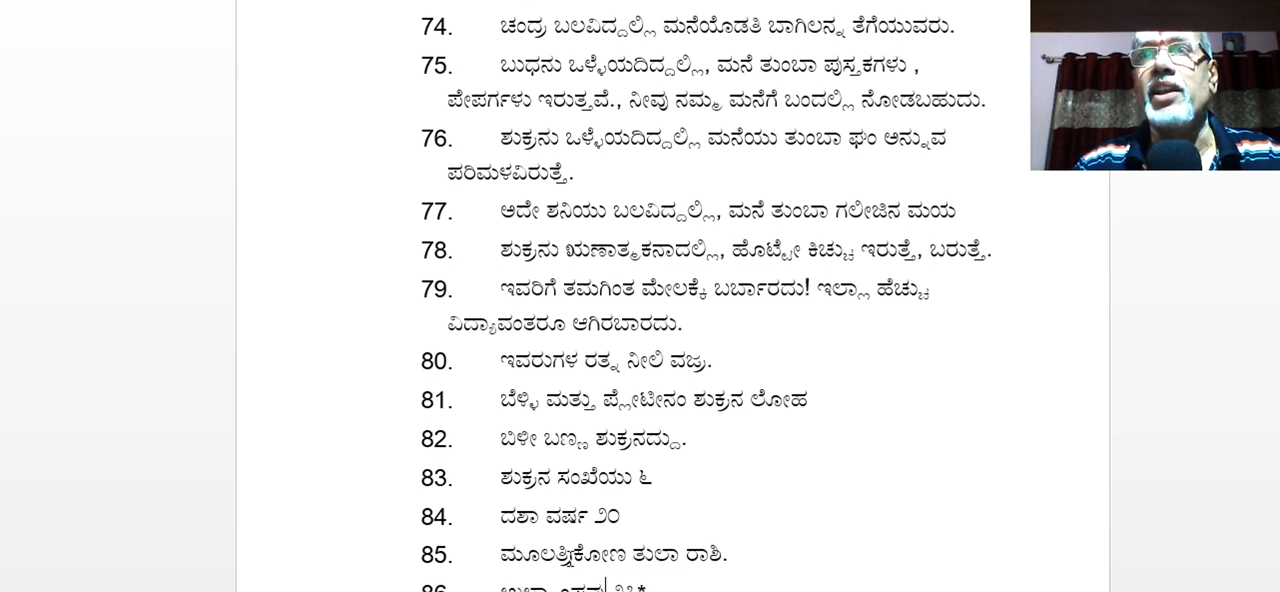 74. ಚಂದ್ರ ಬಲವಿದ್ದಲ್ಲಿ ಮನೆಯೊಡತಿ ಬಾಗಿಲನ್ನ ತೆಗೆಯುವರು.
75. ಬುಧನು ಒಳ್ಳೆಯದಿದ್ದಲ್ಲಿ, ಮನೆ ತುಂಬಾ ಪುಸ್ತಕಗಳು ,
ಪೇಪರ್ಗಳು ಇರುತ್ತವೆ., ನೀವು ನಮ್ಮ ಮನೆಗೆ ಬಂದಲ್ಲಿ ನೋಡಬಹುದು.
76. ಶುಕ್ರನು ಒಳ್ಳೆಯದಿದ್ದಲ್ಲಿ ಮನೆಯು ತುಂಬಾ ಘಂ ಅನ್ನುವ
ಪರಿಮಳವಿರುತ್ತೆ.
77. ಅದೇ ಶನಿಯು ಬಲವಿದ್ದಲ್ಲಿ, ಮನೆ ತುಂಬಾ ಗಲೀಜಿನ ಮಯ
78. ಶುಕ್ರನು ಋಣಾತ್ಮಕನಾದಲ್ಲಿ, ಹೊಟ್ಟೇ ಕಿಚ್ಚು ಇರುತ್ತೆ, ಬರುತ್ತೆ.
79. ಇವರಿಗೆ ತಮಗಿಂತ ಮೇಲಕ್ಕೆ ಬರ್ಬಾರದು! ಇಲ್ಲಾ ಹೆಚ್ಚು
ವಿದ್ಯಾವಂತರೂ ಆಗಿರಬಾರದು.
80. ಇವರುಗಳ ರತ್ನ ನೀಲಿ ವಜ್ರ.
81. ಬೆಳ್ಳಿ ಮತ್ತು ಪ್ಲೇಟೀನಂ ಶುಕ್ರನ ಲೋಹ
82. ಬಿಳೀ ಬಣ್ಣ ಶುಕ್ರನದ್ದು.
83. ಶುಕ್ರನ ಸಂಖೆಯು ೬
84. ದಶಾ ವರ್ಷ ೨೦
85. ಮೂಲತ್ರಿಕೋಣ ತುಲಾ ರಾಶಿ.
86.